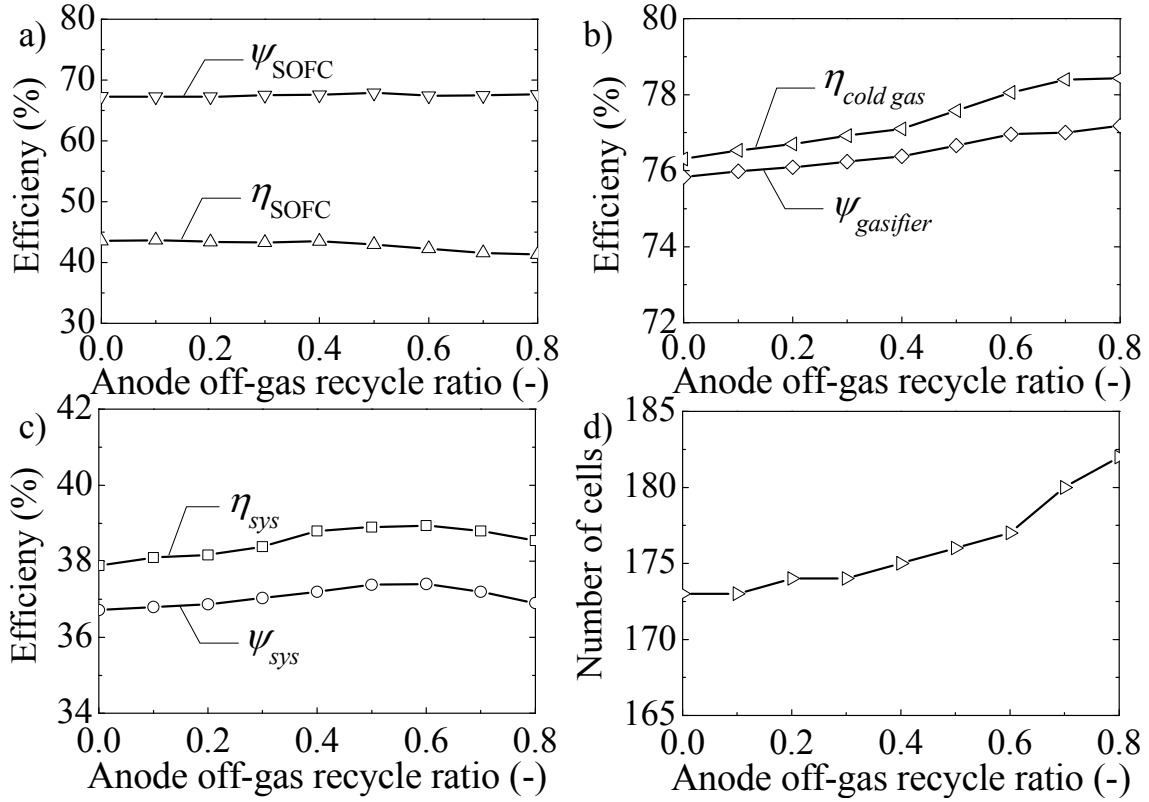 a)
Efficieny (%)
80
70
60
50
40
30
ψSOFC
ηSOFC
0.0 0.2 0.4 0.6 0.8
Anode off-gas recycle ratio (-)
b)
Efficieny (%)
80
78
76
74
72
ηcold gas
ψgasifier
0.0 0.2 0.4 0.6 0.8
Anode off-gas recycle ratio (-)
c)
Efficieny (%)
42
40
38
36
34
ηsys
ψsys
0.0 0.2 0.4 0.6 0.8
Anode off-gas recycle ratio (-)
d)
Number of cells
185
180
175
170
165
0.0 0.2 0.4 0.6 0.8
Anode off-gas recycle ratio (-)